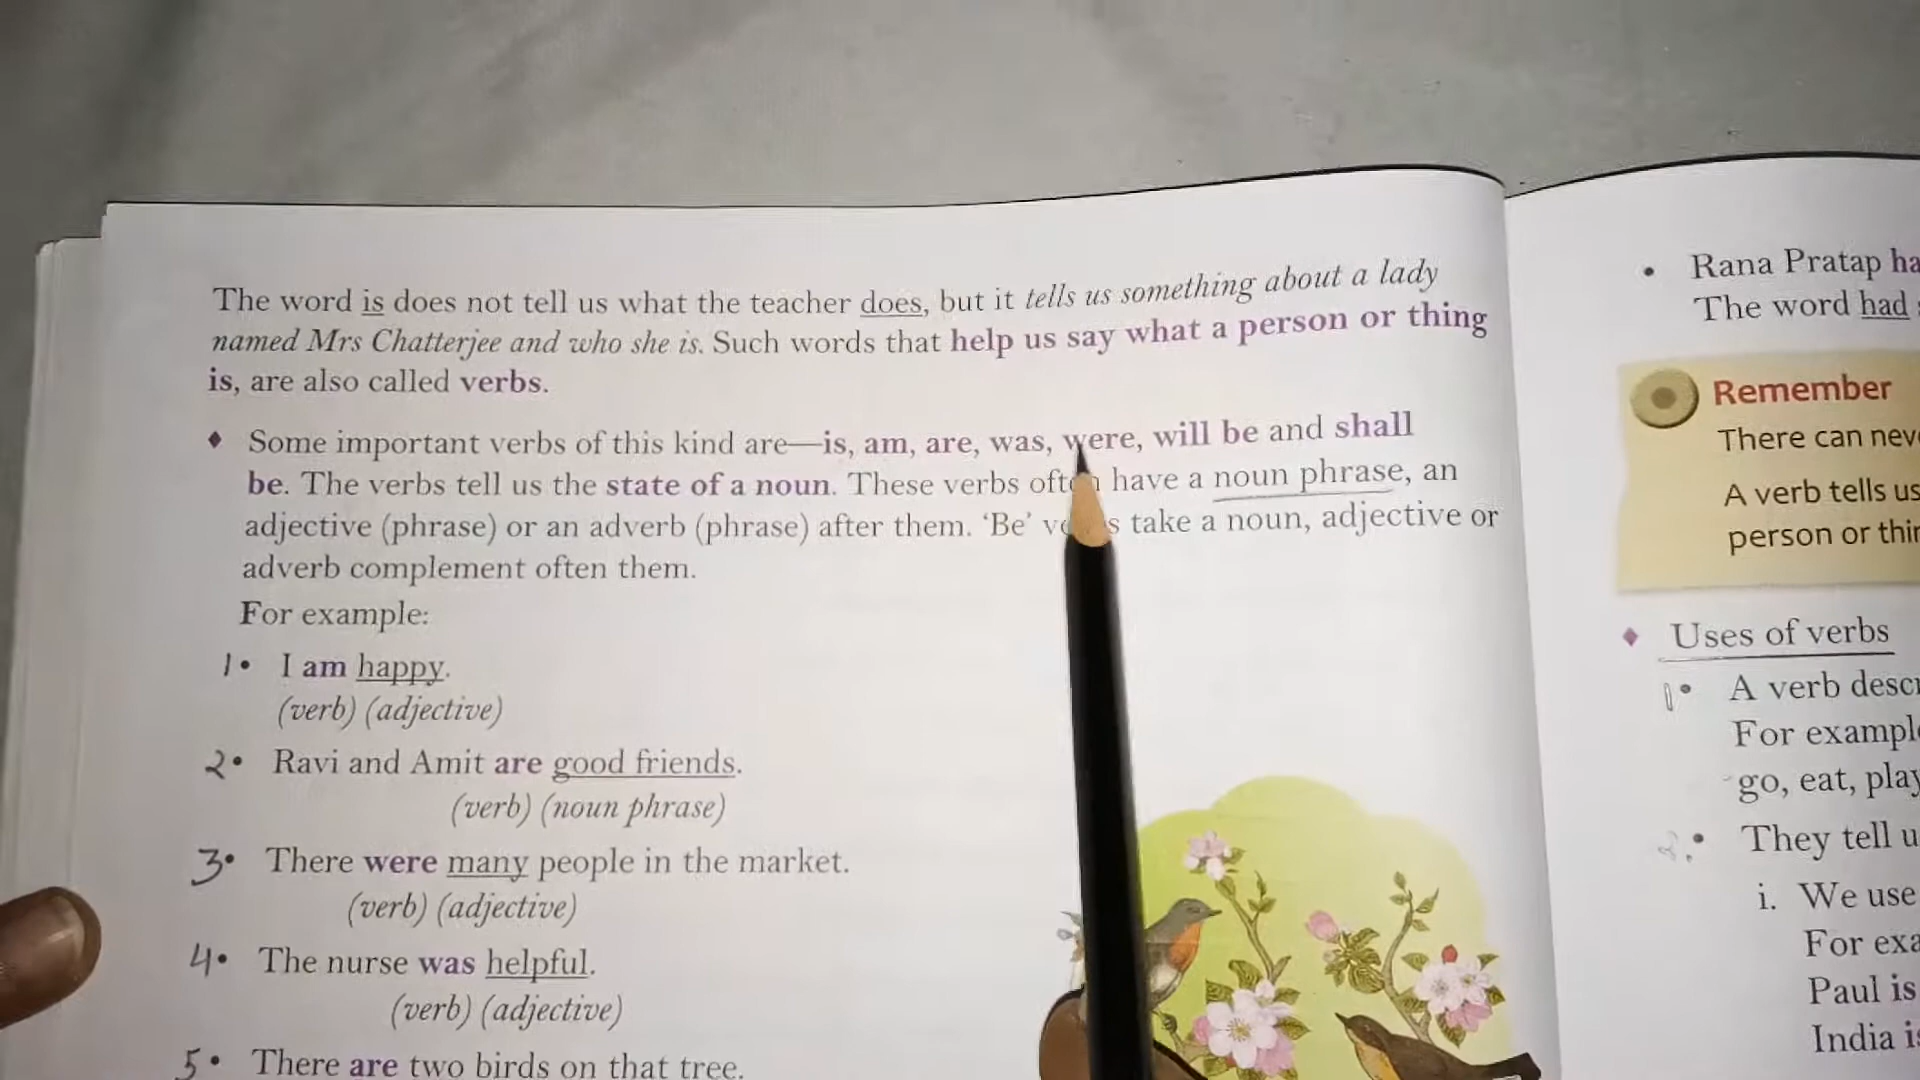 The word is does not tell us what the teacher does, but it tells us something about a lady
named Mrs Chatterjee and who she is. Such words that help us say what a person or thing
is, are also called verbs.
♦ Some important verbs of this kind are—is, am, are, was, were, will be and shall
be. The verbs tell us the state of a noun. These verbs often have a noun phrase, an
adjective (phrase) or an adverb (phrase) after them. ‘Be’ verbs take a noun, adjective or
adverb complement often them.
For example:
1• I am happy.
(verb) (adjective)
2• Ravi and Amit are good friends.
(verb) (noun phrase)
3• There were many people in the market.
(verb) (adjective)
4• The nurse was helpful.
(verb) (adjective)
5• There are two birds on that tree.
• Rana Pratap ha
The word had
Remember
There can nev
A verb tells us
person or thin
♦ Uses of verbs
1• A verb desc
For example
go, eat, play
• They tell u
i. We use
For exa
Paul is
India is